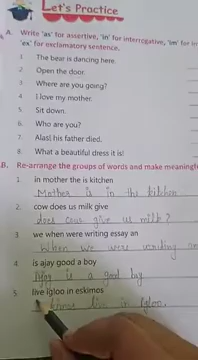 Let's Practice
A. Write 'as' for assertive, 'in' for interrogative, 'im' for in
'ex' for exclamatory sentence.
1. The bear is dancing here.
2. Open the door.
3. Where are you going?
4. I love my mother.
5. Sit down.
6. Who are you?
7. Alas! his father died.
8. What a beautiful dress it is!
B. Re-arrange the groups of words and make meaningfu
1. in mother the is kitchen
Mother is in the kitchen
2. cow does us milk give
does cow give us milk?
3. we when were writing essay an
When we were writing an
4. is ajay good a boy
Ajay is a good boy
5. live igloo in eskimos
live in Igloo.